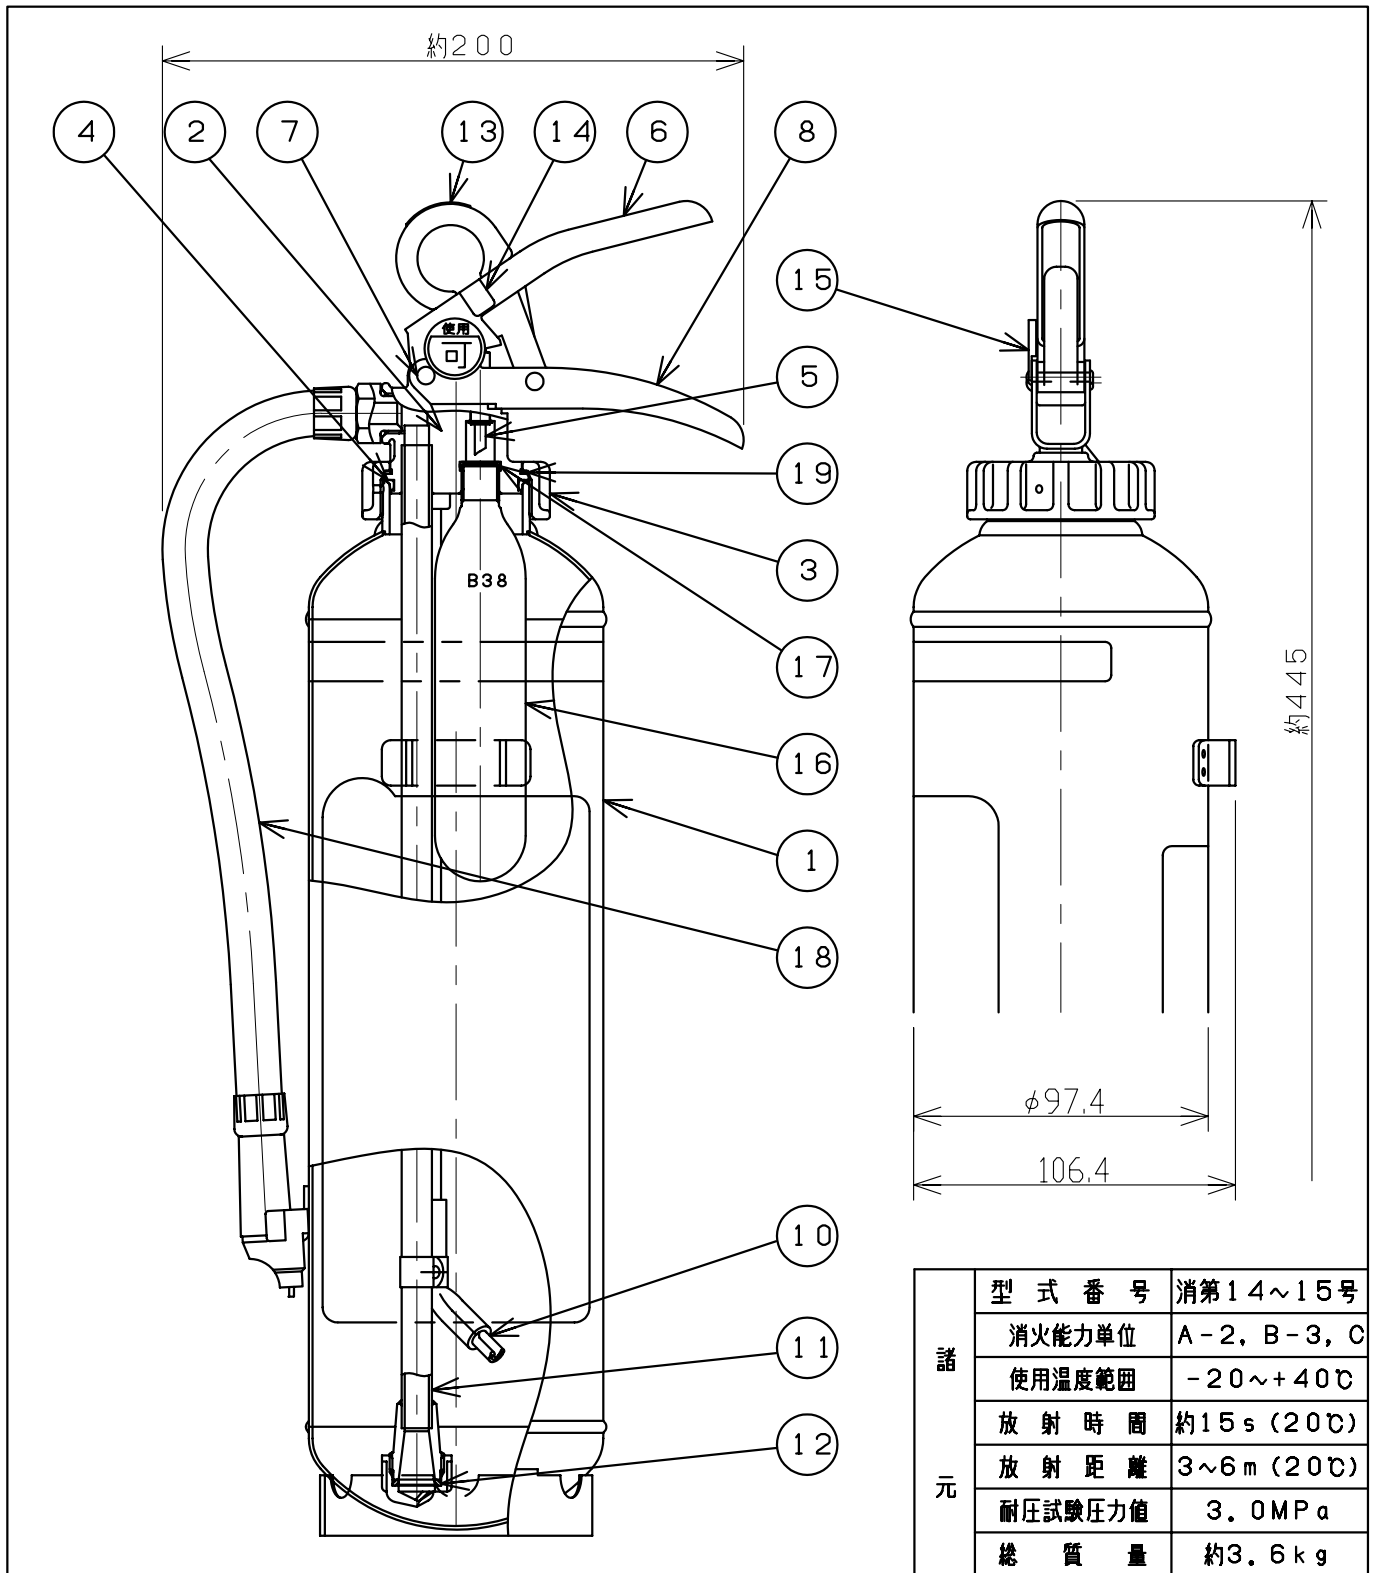 約200
4
2
7
13
14
6
8
使用
可
15
5
19
3
B38
17
16
1
18
約445
φ97.4
106.4
10
11
12
諸元
型式番号 消第14～15号
消火能力単位 A-2, B-3, C
使用温度範囲 -20～+40℃
放射時間 約15s (20℃)
放射距離 3～6m (20℃)
耐圧試験圧力値 3.0MPa
総質量 約3.6kg